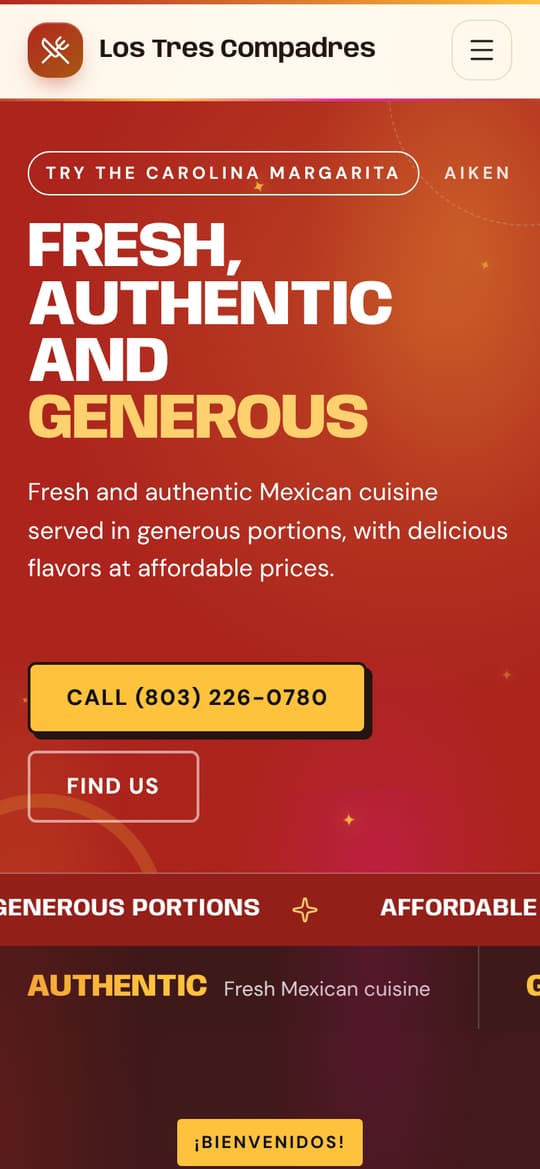 Los Tres Compadres
TRY THE CAROLINA MARGARITA
AIKEN
FRESH,
AUTHENTIC
AND
GENEROUS
Fresh and authentic Mexican cuisine
served in generous portions, with delicious
flavors at affordable prices.
CALL (803) 226-0780
FIND US
GENEROUS PORTIONS
AFFORDABLE
AUTHENTIC Fresh Mexican cuisine
¡BIENVENIDOS!